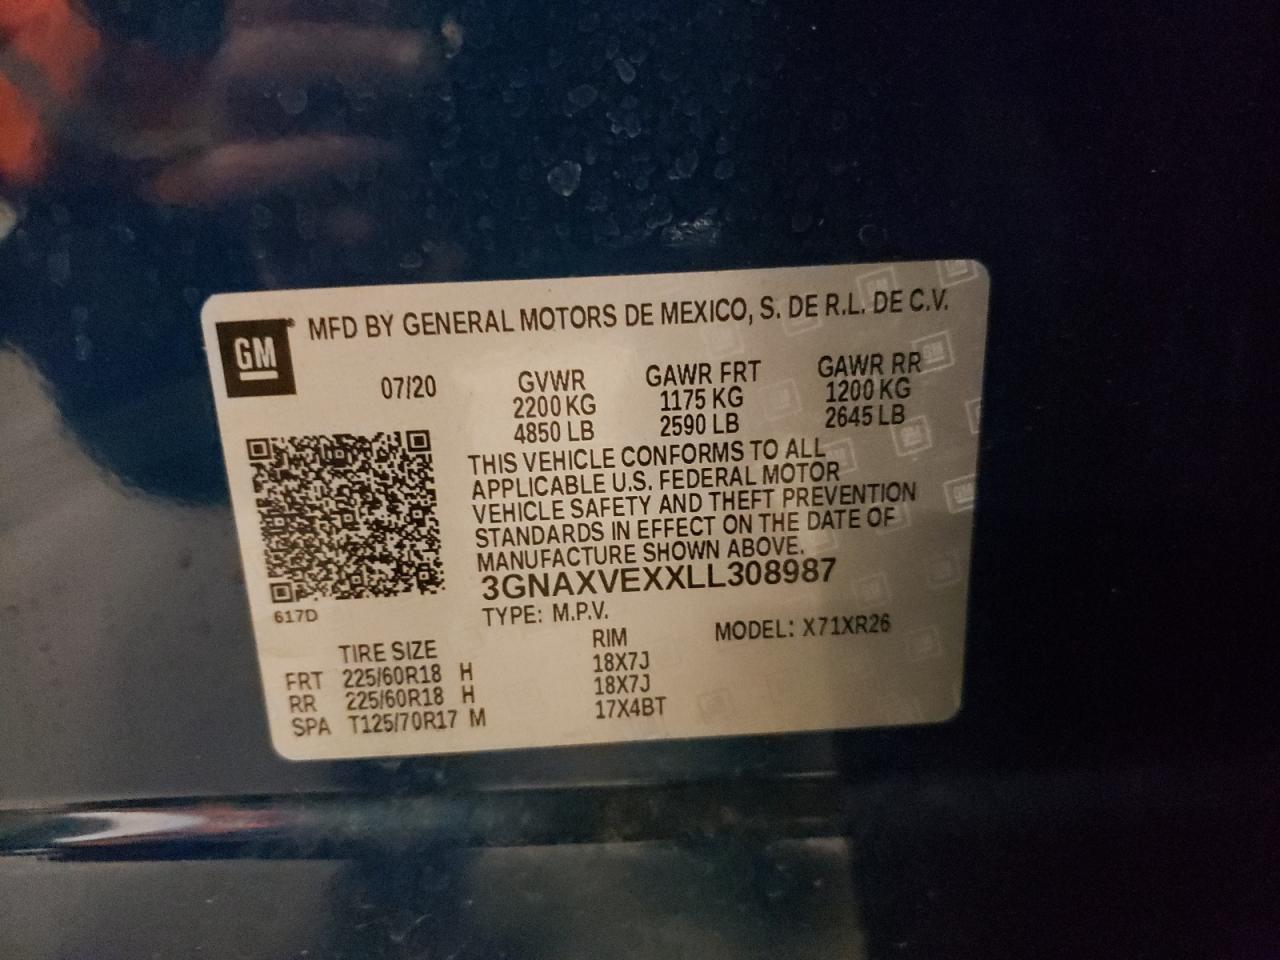 GM MFD BY GENERAL MOTORS DE MEXICO, S. DE R.L. DE C.V.
07/20 GVWR GAWR FRT GAWR RR
2200 KG 1175 KG 1200 KG
4850 LB 2590 LB 2645 LB
THIS VEHICLE CONFORMS TO ALL
APPLICABLE U.S. FEDERAL MOTOR
VEHICLE SAFETY AND THEFT PREVENTION
STANDARDS IN EFFECT ON THE DATE OF
MANUFACTURE SHOWN ABOVE.
3GNAXVEXXLL308987
617D
TYPE: M.P.V. MODEL: X71XR26
TIRE SIZE RIM
FRT 225/60R18 H 18X7J
RR 225/60R18 H 18X7J
SPA T125/70R17 M 17X4BT